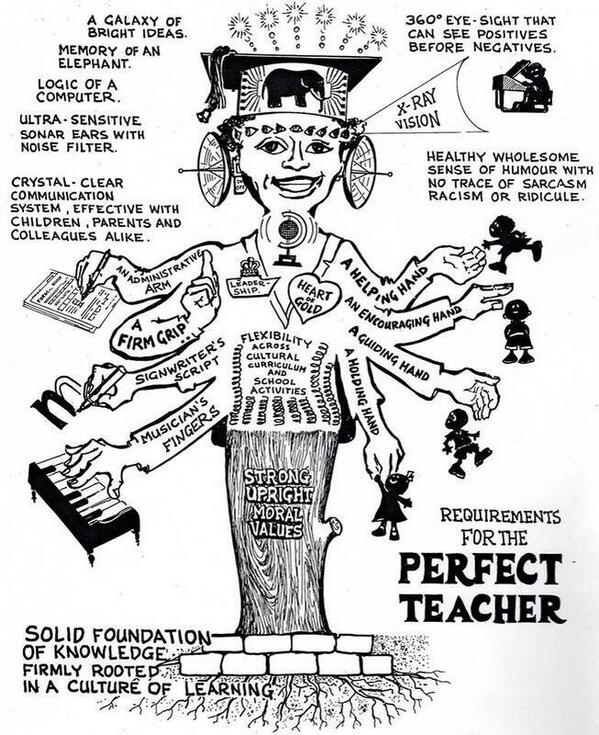 A GALAXY OF
BRIGHT IDEAS.
MEMORY OF AN
ELEPHANT.
LOGIC OF A
COMPUTER.
ULTRA-SENSITIVE
SONAR EARS WITH
NOISE FILTER.
CRYSTAL-CLEAR
COMMUNICATION
SYSTEM, EFFECTIVE WITH
CHILDREN, PARENTS AND
COLLEAGUES ALIKE.
360° EYE-SIGHT THAT
CAN SEE POSITIVES
BEFORE NEGATIVES.
X-RAY
VISION
HEALTHY WHOLESOME
SENSE OF HUMOUR WITH
NO TRACE OF SARCASM
RACISM OR RIDICULE.
AN ADMINISTRATIVE
ARM
A
FIRM GRIP
SIGNWRITER'S
SCRIPT
n
MUSICIAN'S
FINGERS
LEADER-
SHIP.
HEART
OF
GOLD
A HELPING HAND
AN ENCOURAGING HAND
A GUIDING HAND
A HOLDING HAND
FLEXIBILITY
ACROSS
CULTURAL
CURRICULUM
AND
SCHOOL
ACTIVITIES
STRONG
UPRIGHT
MORAL
VALUES
REQUIREMENTS
FOR THE
PERFECT
TEACHER
SOLID FOUNDATION
OF KNOWLEDGE
FIRMLY ROOTED
IN A CULTURE OF LEARNING